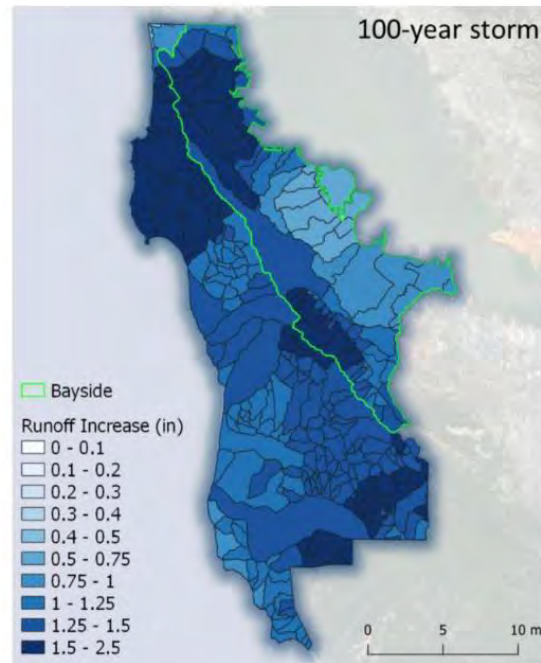 100-year storm
Bayside
Runoff Increase (in)
0 - 0.1
0.1 - 0.2
0.2 - 0.3
0.3 - 0.4
0.4 - 0.5
0.5 - 0.75
0.75 - 1
1 - 1.25
1.25 - 1.5
1.5 - 2.5
0 5 10 m